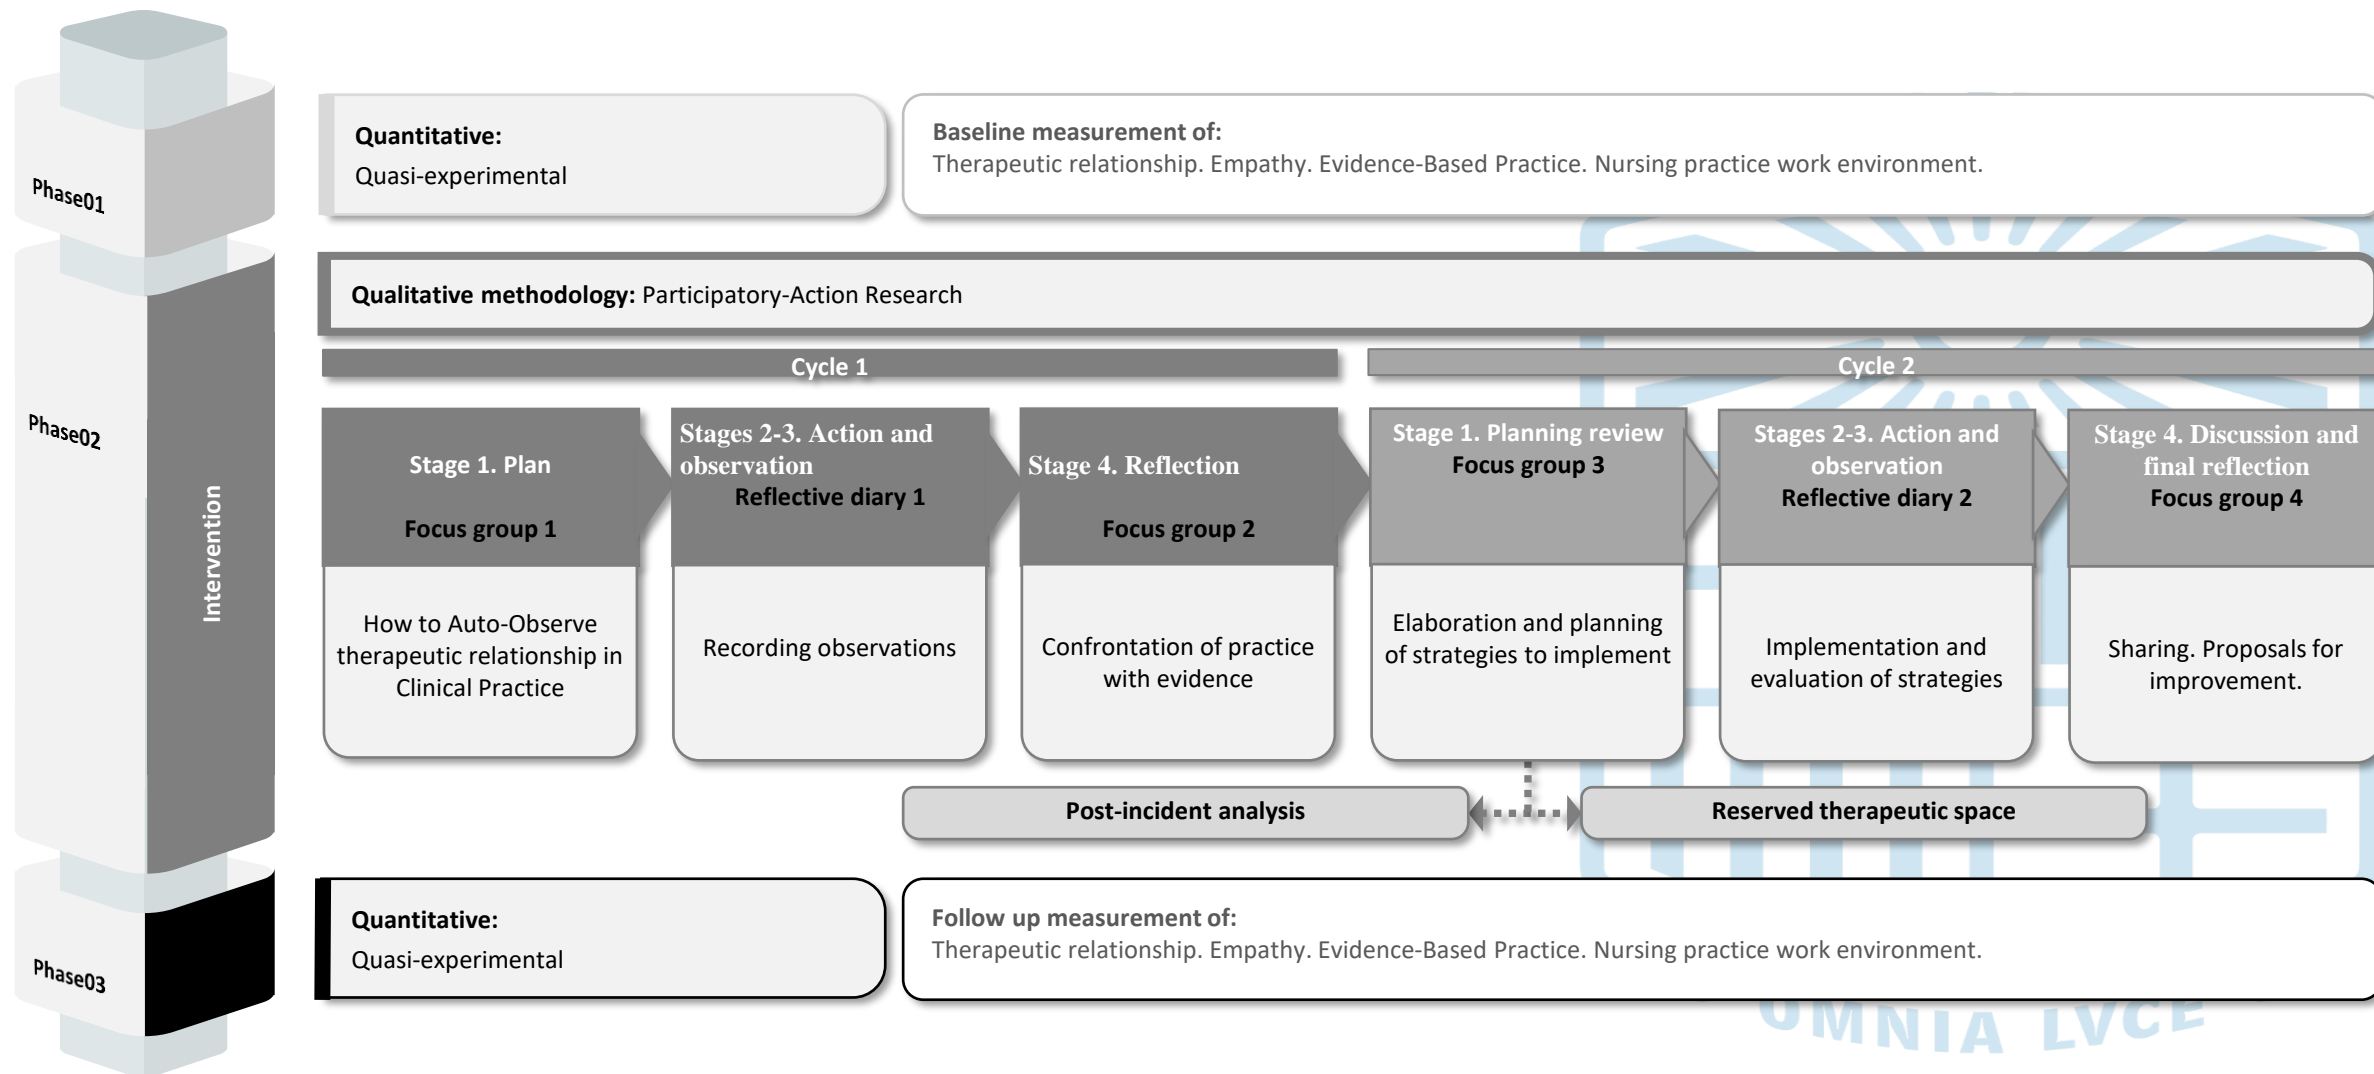 Phase01
Quantitative:
Quasi-experimental
Baseline measurement of:
Therapeutic relationship. Empathy. Evidence-Based Practice. Nursing practice work environment.
Phase02
Intervention
Qualitative methodology: Participatory-Action Research
Cycle 1
Cycle 2
Stage 1. Plan
Focus group 1
How to Auto-Observe
therapeutic relationship in
Clinical Practice
Stages 2-3. Action and
observation
Reflective diary 1
Recording observations
Stage 4. Reflection
Focus group 2
Confrontation of practice
with evidence
Stage 1. Planning review
Focus group 3
Elaboration and planning
of strategies to implement
Stages 2-3. Action and
observation
Reflective diary 2
Implementation and
evaluation of strategies
Stage 4. Discussion and
final reflection
Focus group 4
Sharing. Proposals for
improvement.
Post-incident analysis
Reserved therapeutic space
Phase03
Quantitative:
Quasi-experimental
Follow up measurement of:
Therapeutic relationship. Empathy. Evidence-Based Practice. Nursing practice work environment.
OMNIA LVCE